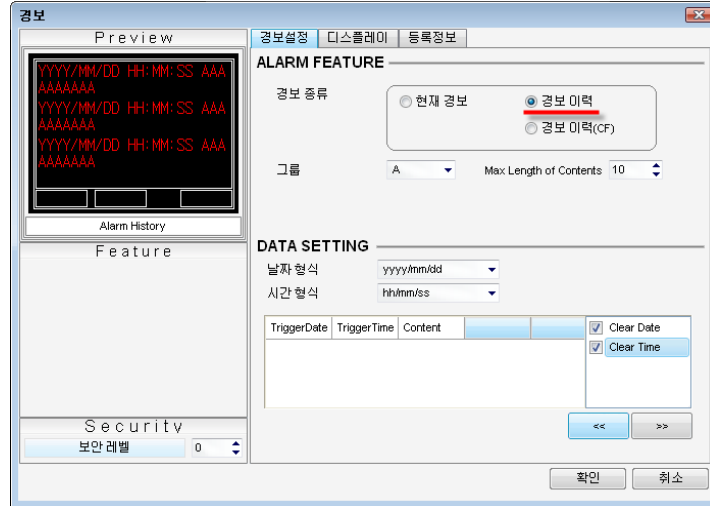 경보
Preview
YYYY/MM/DD HH:MM:SS AAA
AAAAAAA
YYYY/MM/DD HH:MM:SS AAA
AAAAAAA
YYYY/MM/DD HH:MM:SS AAA
AAAAAAA
Alarm History
Feature
Security
보안 레벨 0
경보설정 디스플레이 등록정보
ALARM FEATURE
경보 종류 현재 경보 경보 이력
경보 이력(CF)
그룹 A Max Length of Contents 10
DATA SETTING
날짜 형식 yyyy/mm/dd
시간 형식 hh/mm/ss
TriggerDate TriggerTime Content Clear Date
Clear Time
<< >>
확인 취소